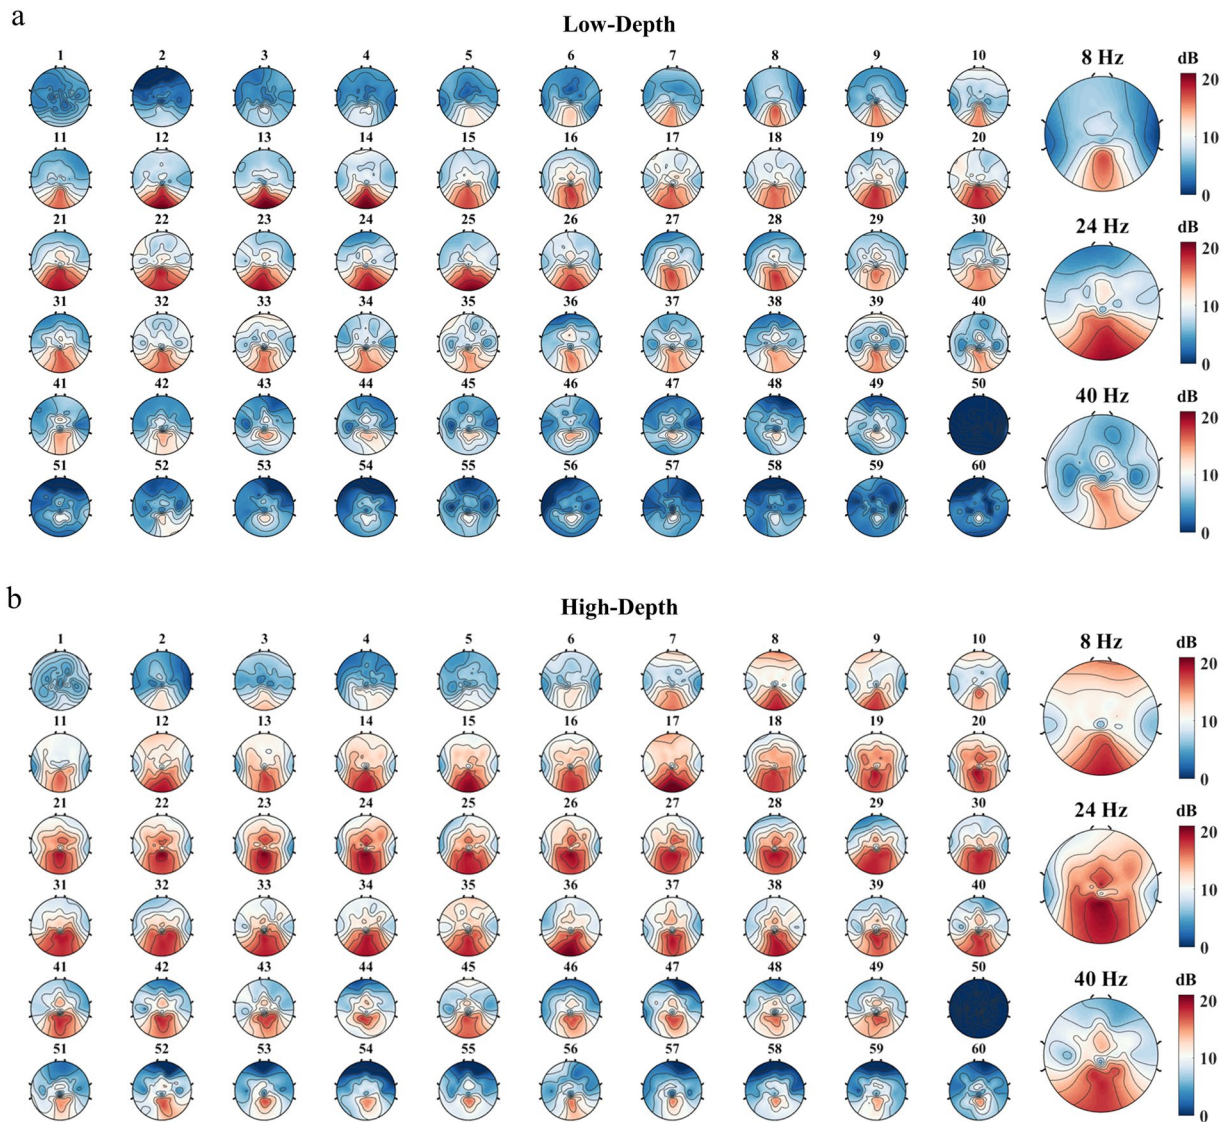 a
Low-Depth
1 2 3 4 5 6 7 8 9 10
11 12 13 14 15 16 17 18 19 20
21 22 23 24 25 26 27 28 29 30
31 32 33 34 35 36 37 38 39 40
41 42 43 44 45 46 47 48 49 50
51 52 53 54 55 56 57 58 59 60
8 Hz
dB
20
10
0
24 Hz
dB
20
10
0
40 Hz
dB
20
10
0
b
High-Depth
1 2 3 4 5 6 7 8 9 10
11 12 13 14 15 16 17 18 19 20
21 22 23 24 25 26 27 28 29 30
31 32 33 34 35 36 37 38 39 40
41 42 43 44 45 46 47 48 49 50
51 52 53 54 55 56 57 58 59 60
8 Hz
dB
20
10
0
24 Hz
dB
20
10
0
40 Hz
dB
20
10
0